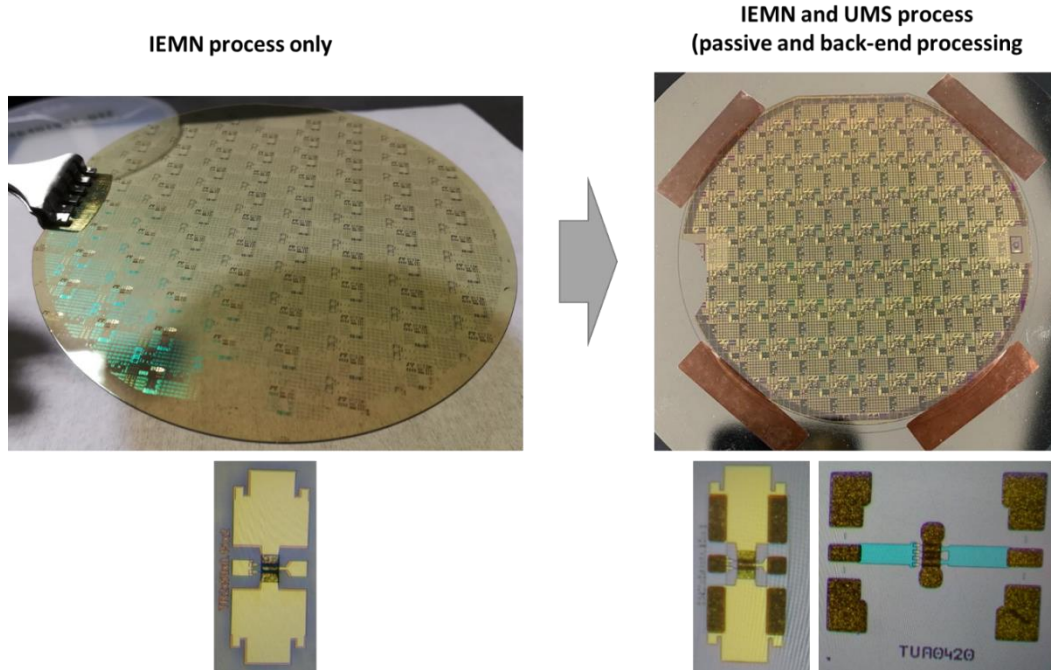 IEMN process only
IEMN and UMS process
(passive and back-end processing
TUA0420